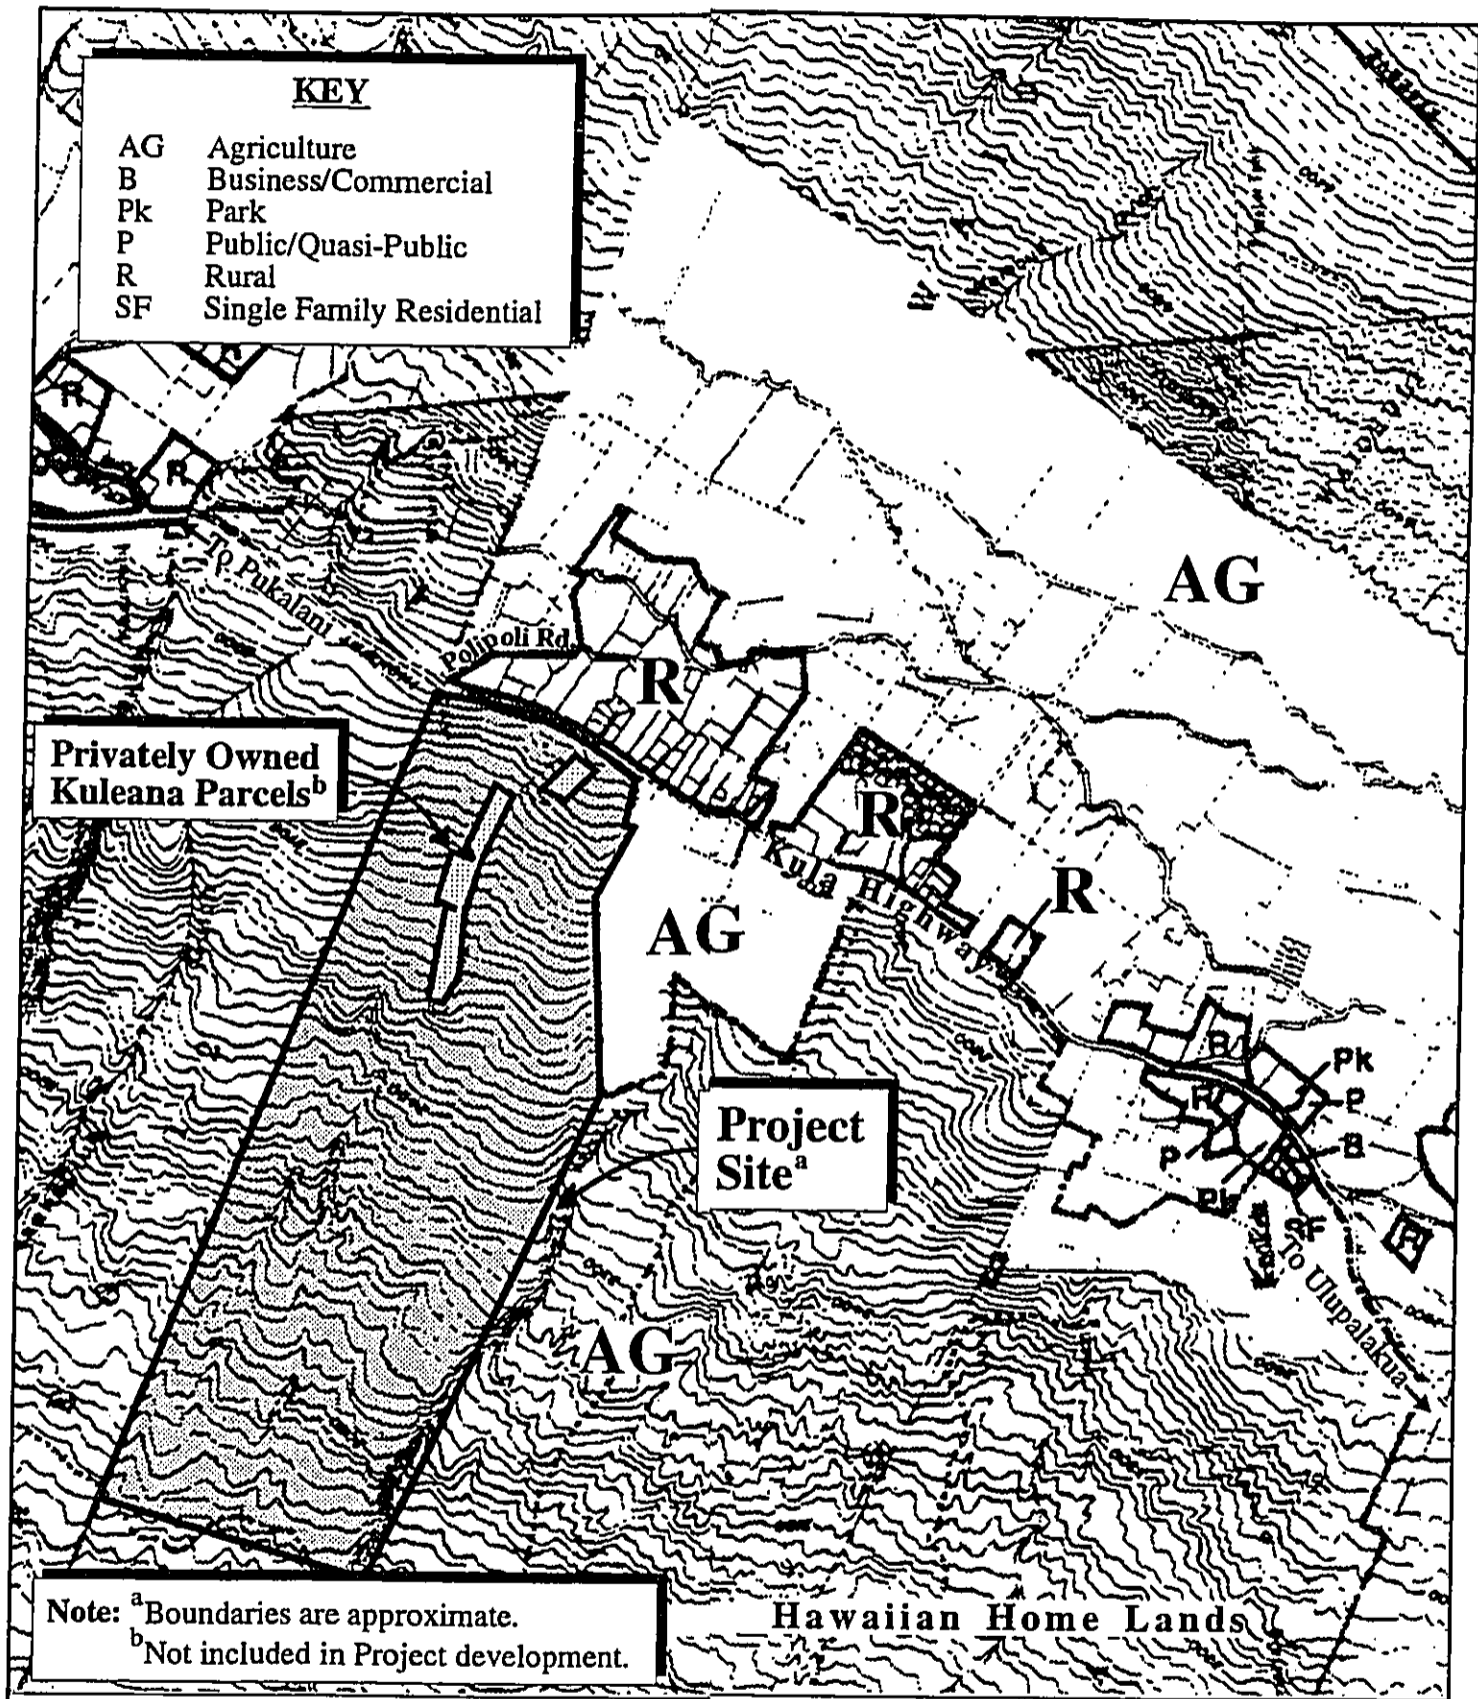 KEY
AG Agriculture
B Business/Commercial
Pk Park
P Public/Quasi-Public
R Rural
SF Single Family Residential
R
R
To Pukalani
AG
Polipoli Rd.
R
Privately Owned
Kuleana Parcels^b
R
Kula Highway
R
AG
B
Pk
P
R
B
P
Pk
SF
Project
Site^a
To Ulupalakua
AG
Hawaiian Home Lands
Note: ^aBoundaries are approximate.
^bNot included in Project development.